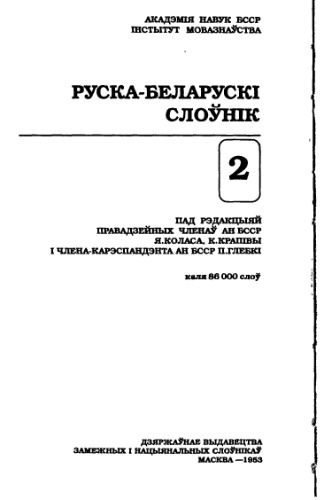 АКАДЭМІЯ НАВУК БССР
ІНСТЫТУТ МОВАЗНАЎСТВА
РУСКА-БЕЛАРУСКІ
СЛОЎНІК
2
ПАД РЭДАКЦЫЯЙ
ПРАВАДЗЕЙНЫХ ЧЛЕНАЎ АН БССР
Я.КОЛАСА, К.КРАПІВЫ
І ЧЛЕНА-КАРЭСПАНДЭНТА АН БССР П.ГЛЕБКІ
каля 86 000 слоў
ДЗЯРЖАЎНАЕ ВЫДАВЕЦТВА
ЗАМЕЖНЫХ І НАЦЫЯНАЛЬНЫХ СЛОЎНІКАЎ
МАСКВА —1953